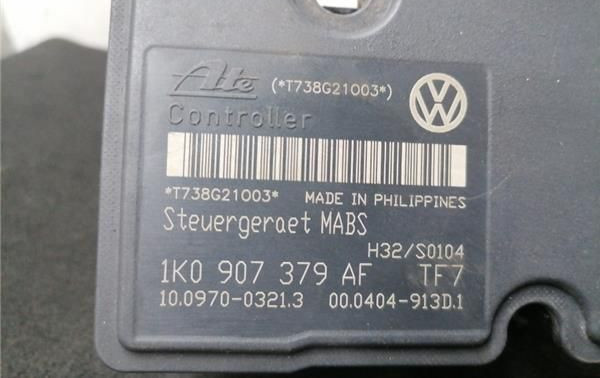 Ate (*T738G21003*)
Controller
*T738G21003* MADE IN PHILIPPINES
Steuergeraet MABS
H32/S0104
1K0 907 379 AF TF7
10.0970-0321.3 00.0404-913D.1